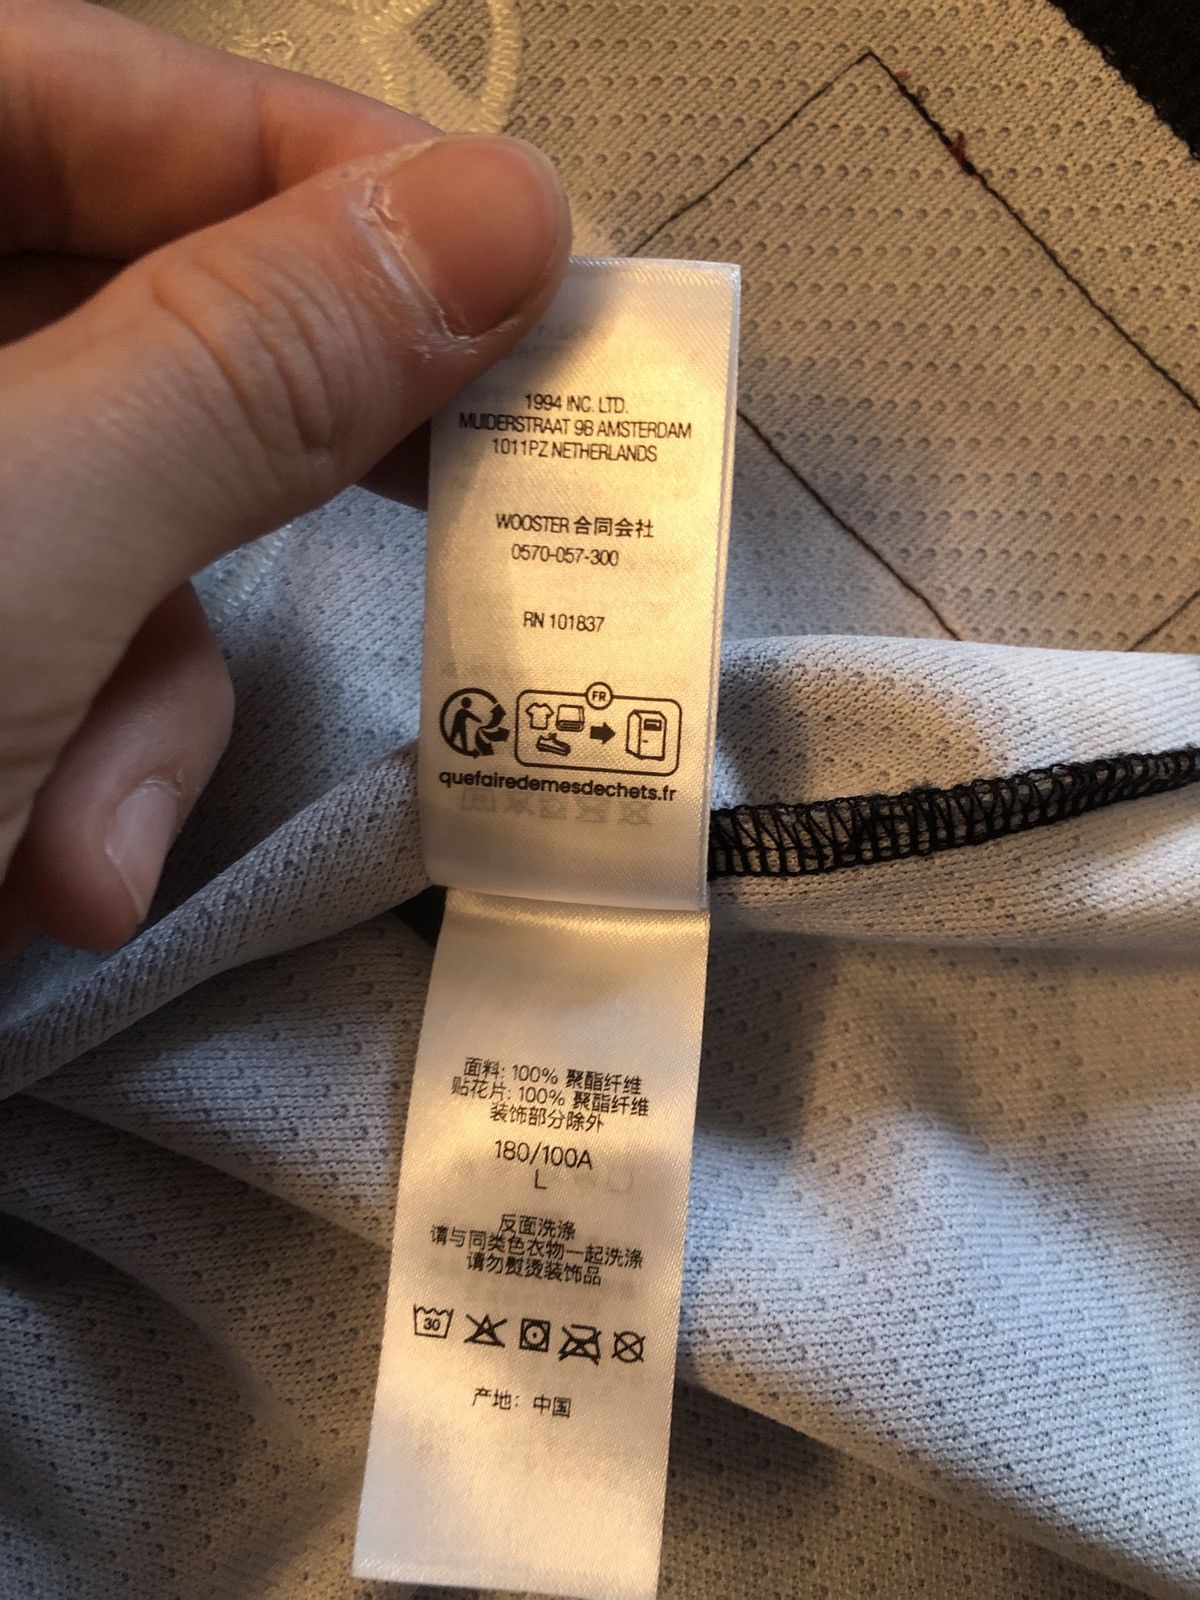 1994 INC. LTD.
MUIDERSTRAAT 9B AMSTERDAM
1011PZ NETHERLANDS
WOOSTER 合同会社
0570-057-300
RN 101837
FR
quefairedemesdechets.fr
面料: 100% 聚酯纤维
贴花片: 100% 聚酯纤维
装饰部分除外
180/100A
L
反面洗涤
请与同类色衣物一起洗涤
请勿熨烫装饰品
30
产地: 中国